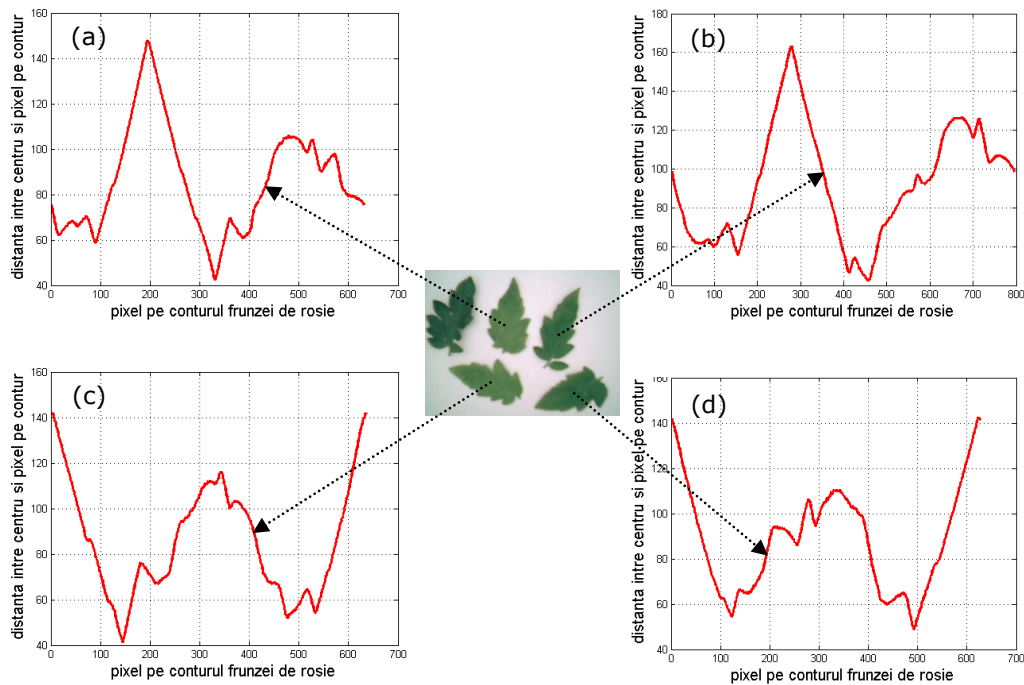 (a)
distanta intre centru si pixel pe contur
160
140
120
100
80
60
40
0 100 200 300 400 500 600 700
pixel pe conturul frunzei de rosie
(b)
distanta intre centru si pixel pe contur
180
160
140
120
100
80
60
40
0 100 200 300 400 500 600 700 800
pixel pe conturul frunzei de rosie
(c)
distanta intre centru si pixel pe contur
160
140
120
100
80
60
40
0 100 200 300 400 500 600 700
pixel pe conturul frunzei de rosie
(d)
distanta intre centru si pixel pe contur
160
140
120
100
80
60
40
0 100 200 300 400 500 600 700
pixel pe conturul frunzei de rosie